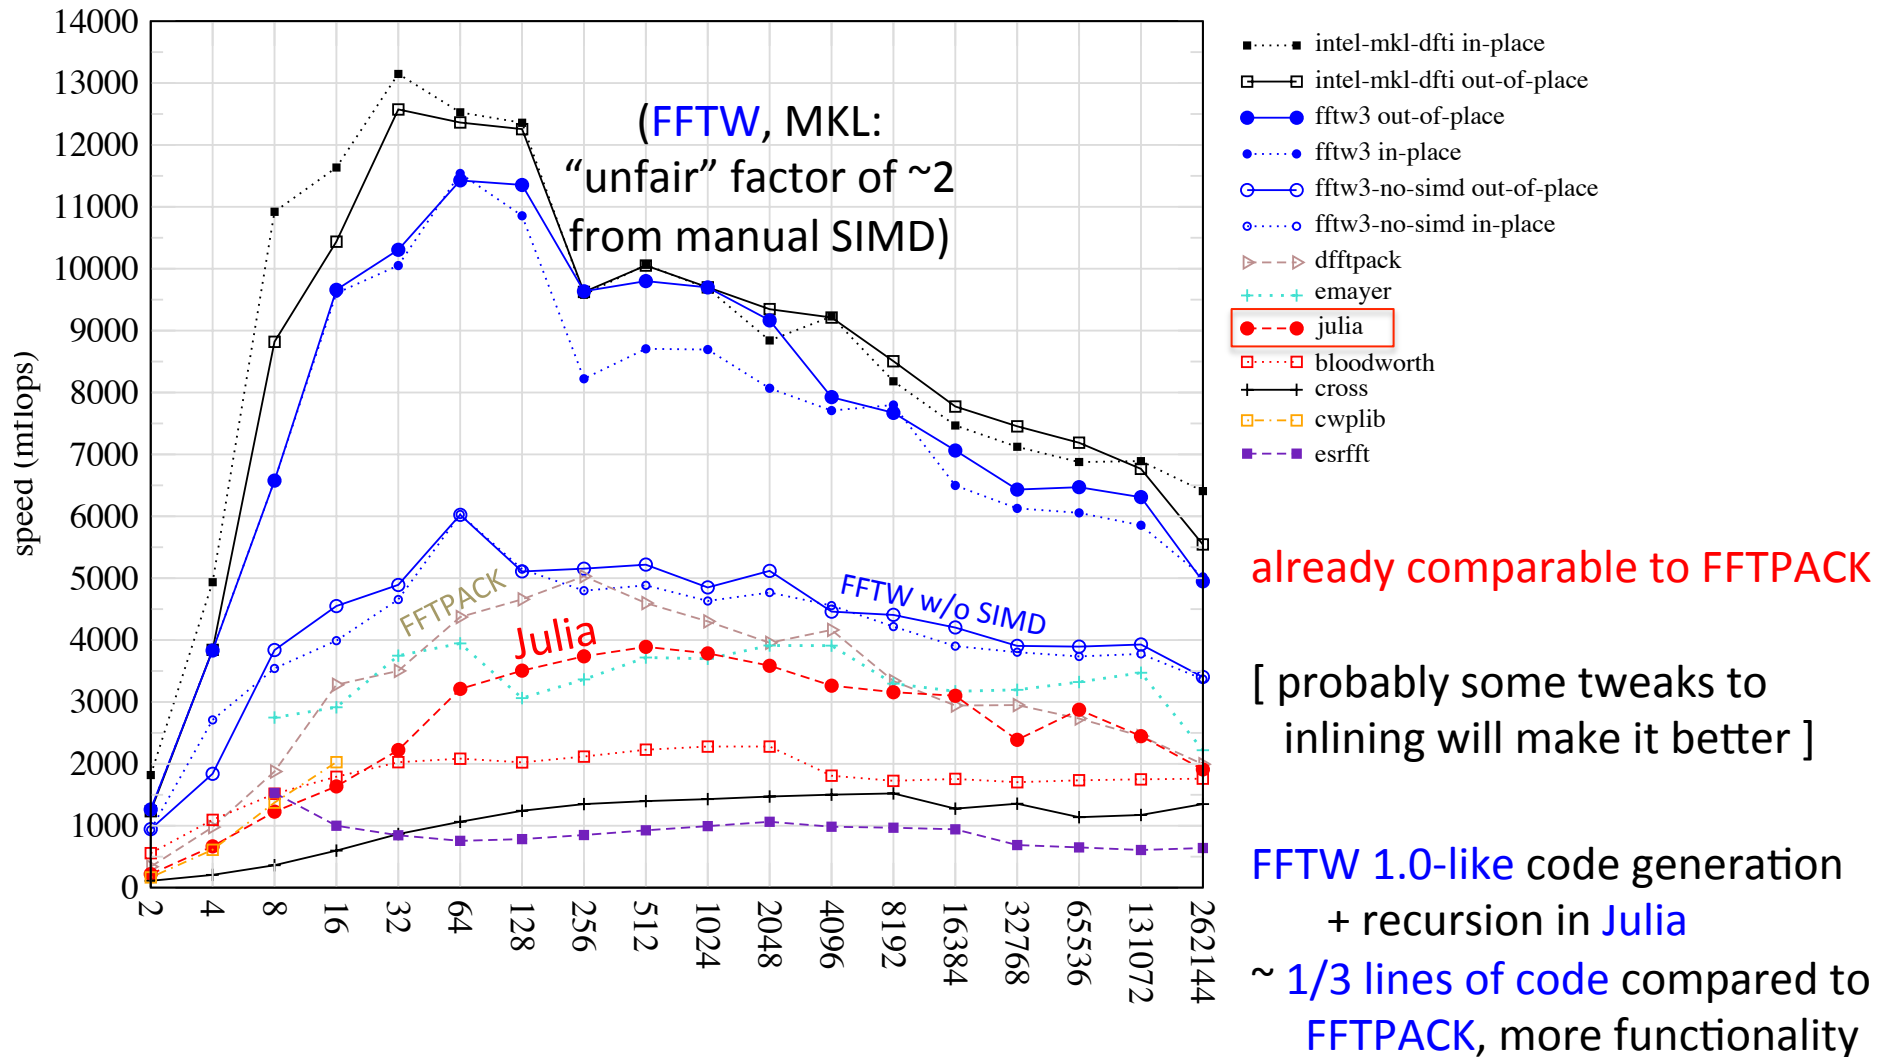 14000
13000
12000
11000
10000
9000
8000
7000
6000
5000
4000
3000
2000
1000
0
speed (mflops)
2
4
8
16
32
64
128
256
512
1024
2048
4096
8192
16384
32768
65536
131072
262144
(FFTW, MKL:
“unfair” factor of ~2
from manual SIMD)
FFTPACK
Julia
FFTW w/o SIMD
intel-mkl-dfti in-place
intel-mkl-dfti out-of-place
fftw3 out-of-place
fftw3 in-place
fftw3-no-simd out-of-place
fftw3-no-simd in-place
dfftpack
emayer
julia
bloodworth
cross
cwplib
esrfft
already comparable to FFTPACK
[ probably some tweaks to
inlining will make it better ]
FFTW 1.0-like code generation
+ recursion in Julia
~ 1/3 lines of code compared to
FFTPACK, more functionality